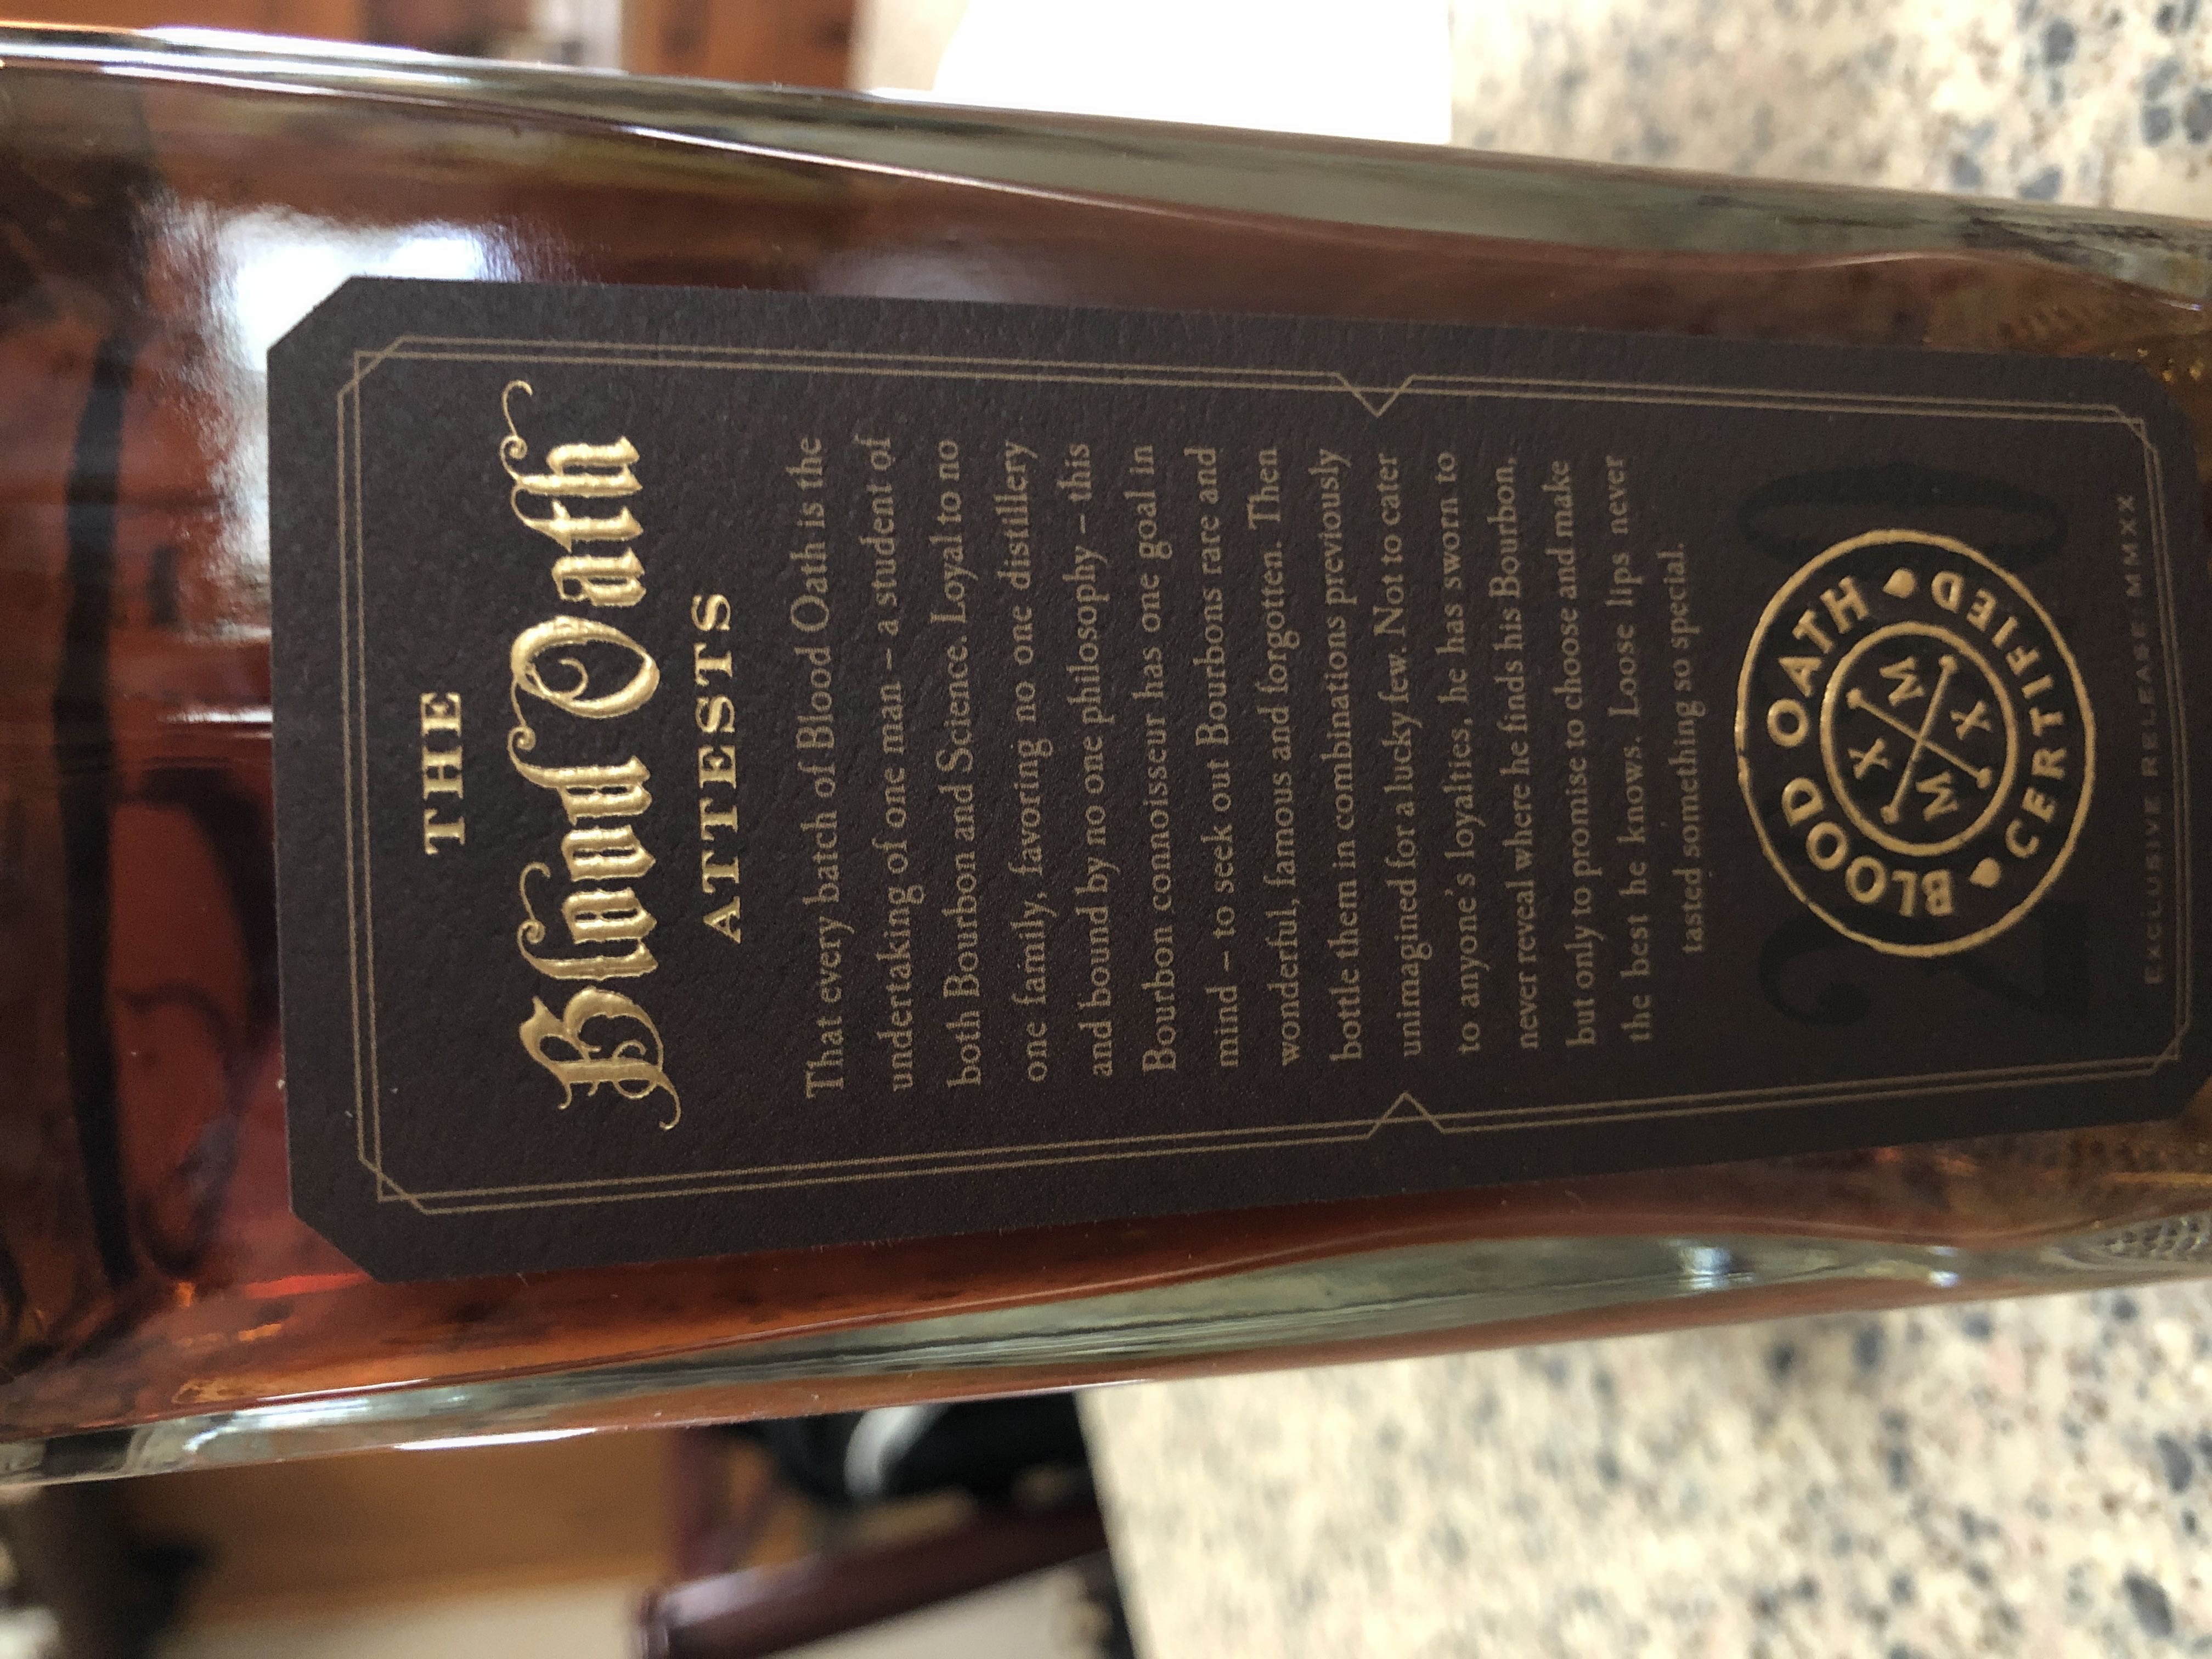 THE
Blood Oath
ATTESTS
That every batch of Blood Oath is the
undertaking of one man – a student of
both Bourbon and Science. Loyal to no
one family, favoring no one distillery
and bound by no one philosophy – this
Bourbon connoisseur has one goal in
mind – to seek out Bourbons rare and
wonderful, famous and forgotten. Then
bottle them in combinations previously
unimagined for a lucky few. Not to cater
to anyone's loyalties, he has sworn to
never reveal where he finds his Bourbon,
but only to promise to choose and make
the best he knows. Loose lips never
tasted something so special.
20
BLOOD OATH
M X M X
CERTIFIED
EXCLUSIVE RELEASE: MMXX